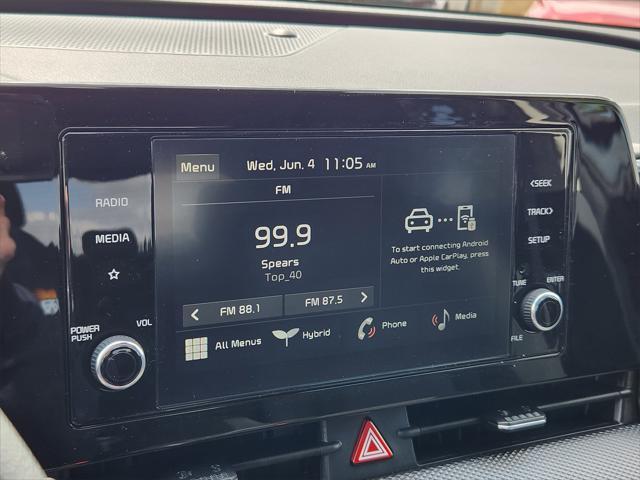 Menu
Wed, Jun. 4 11:05 AM
FM
99.9
Spears
Top_40
FM 88.1
FM 87.5
To start connecting Android
Auto or Apple CarPlay, press
this widget.
All Menus
Hybrid
Phone
Media
RADIO
MEDIA
POWER
PUSH
VOL
<SEEK
TRACK>
SETUP
TUNE
ENTER
FILE